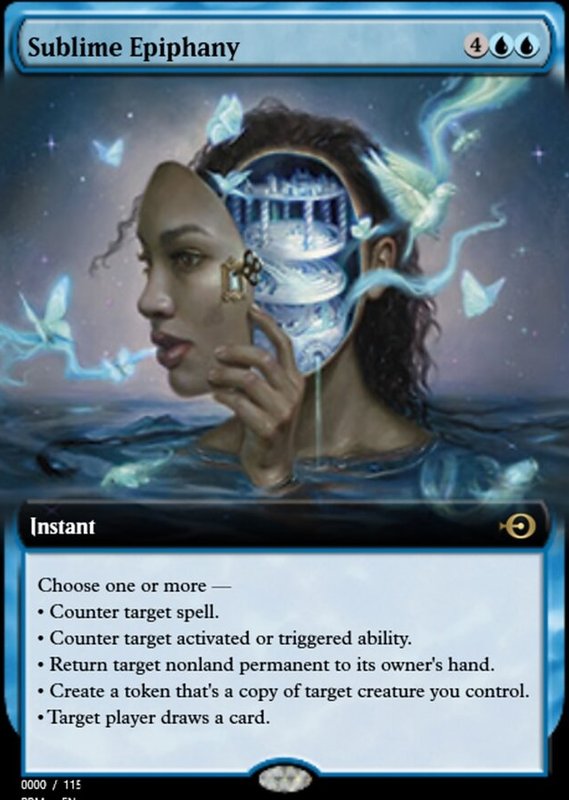 Sublime Epiphany 4
Instant
Choose one or more —
• Counter target spell.
• Counter target activated or triggered ability.
• Return target nonland permanent to its owner's hand.
• Create a token that's a copy of target creature you control.
• Target player draws a card.
0000 / 115